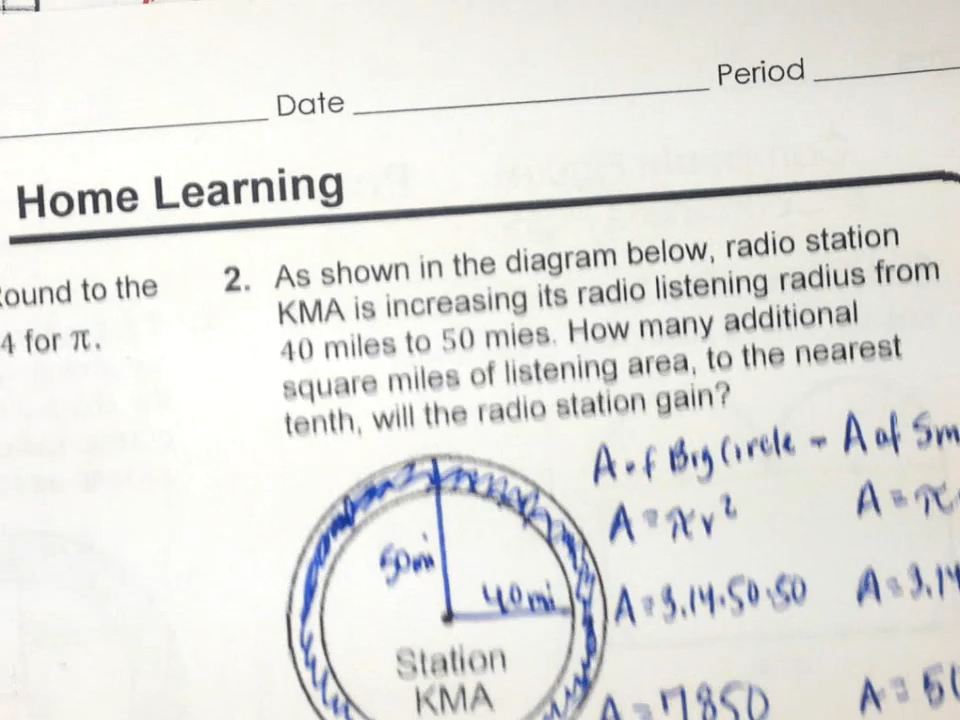 Date Period
Home Learning
ound to the
4 for π.
2. As shown in the diagram below, radio station
KMA is increasing its radio listening radius from
40 miles to 50 mies. How many additional
square miles of listening area, to the nearest
tenth, will the radio station gain?
A of Big Circle - A of Sm
A = πr² A = π
A = 3.14·50·50 A = 3.14
A = 7850 A = 50
50mi
40mi
Station
KMA